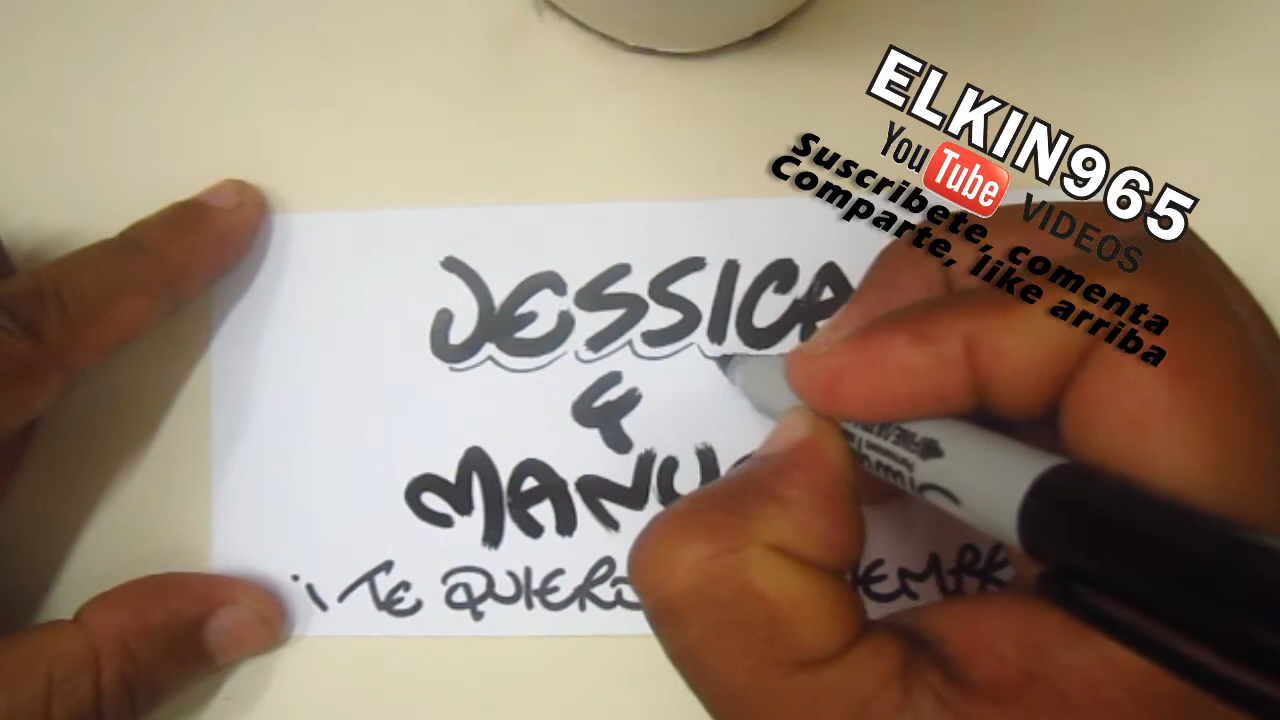 ELKIN965
YouTube
VIDEOS
Suscribete, comenta
Comparte, like arriba
JESSICA
&
¡TE QUIERO